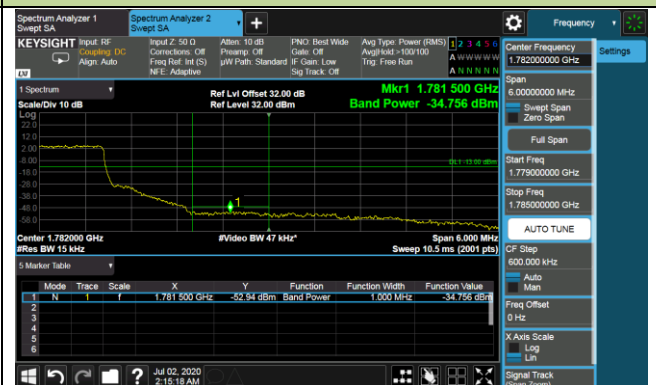 Spectrum Analyzer 1
Swept SA
Spectrum Analyzer 2
Swept SA
+
Frequency
KEYSIGHT
Input: RF
Coupling: DC
Align: Auto
Input Z: 50 Ω
Corrections: Off
Freq Ref: Int (S)
NFE: Adaptive
Atten: 10 dB
Preamp: Off
µW Path: Standard
PNO: Best Wide
Gate: Off
IF Gain: Low
Sig Track: Off
Avg Type: Power (RMS)
Avg|Hold: >100/100
Trig: Free Run
1 2 3 4 5 6
A W W W W W
A N N N N N
LXI
1 Spectrum
Scale/Div 10 dB
Ref Lvl Offset 32.00 dB
Ref Level 32.00 dBm
Mkr1 1.781 500 GHz
Band Power -34.756 dBm
Log
22.0
12.0
2.00
-8.00
-18.0
-28.0
-38.0
-48.0
-58.0
DL1 -13.00 dBm
1
Center 1.782000 GHz
#Res BW 15 kHz
#Video BW 47 kHz*
Span 6.000 MHz
Sweep 10.5 ms (2001 pts)
5 Marker Table
Mode Trace Scale X Y Function Function Width Function Value
1 N 1 f 1.781 500 GHz -52.94 dBm Band Power 1.000 MHz -34.756 dBm
2
3
4
5
6
Jul 02, 2020
2:15:18 AM
?
Center Frequency
1.782000000 GHz
Settings
Span
6.00000000 MHz
Swept Span
Zero Span
Full Span
Start Freq
1.779000000 GHz
Stop Freq
1.785000000 GHz
AUTO TUNE
CF Step
600.000 kHz
Auto
Man
Freq Offset
0 Hz
X Axis Scale
Log
Lin
Signal Track
(Span Zoom)